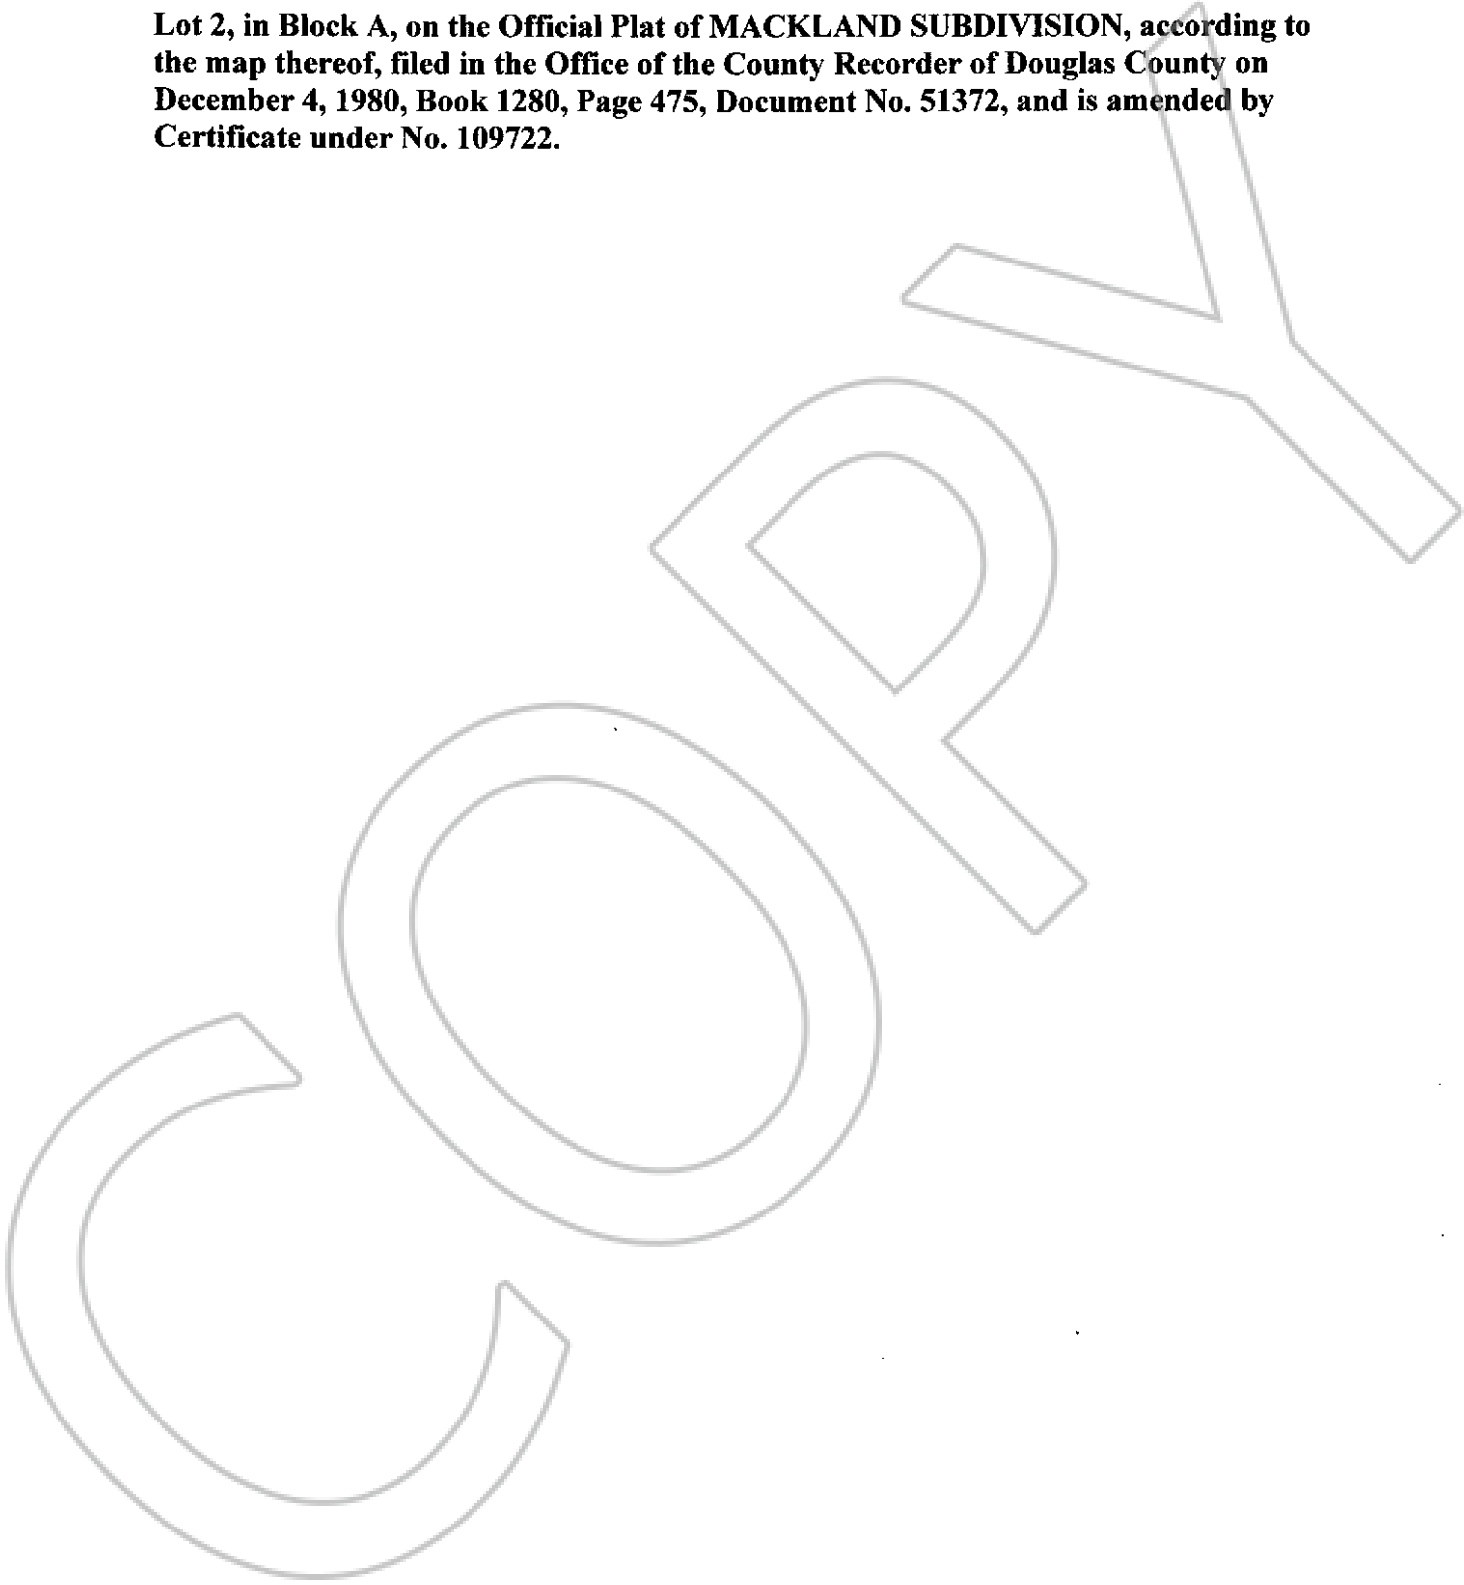 Lot 2, in Block A, on the Official Plat of MACKLAND SUBDIVISION, according to
the map thereof, filed in the Office of the County Recorder of Douglas County on
December 4, 1980, Book 1280, Page 475, Document No. 51372, and is amended by
Certificate under No. 109722.
COPY